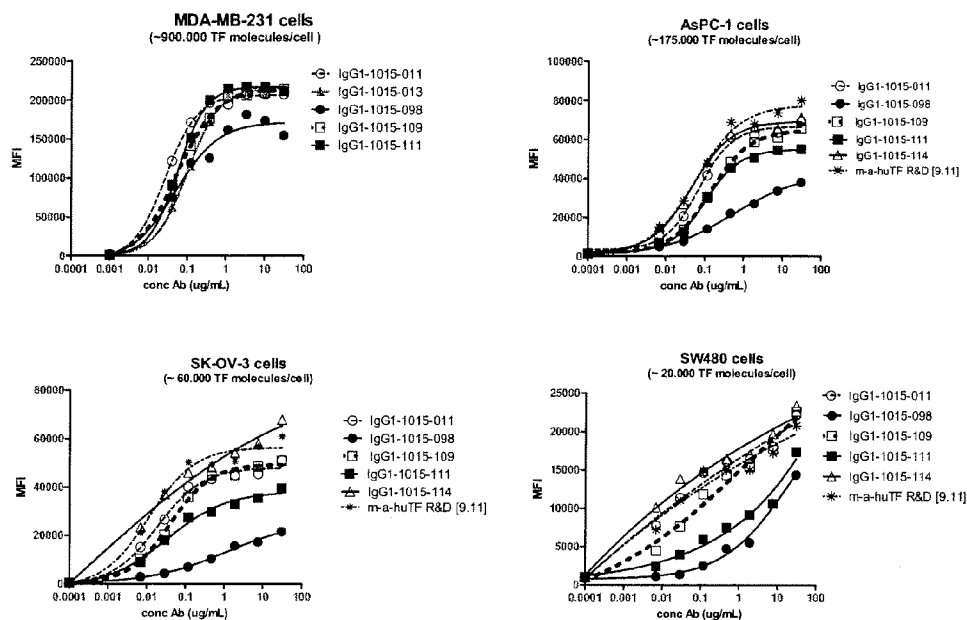 MDA-MB-231 cells
(~900.000 TF molecules/cell )
250000
200000
150000
100000
50000
0
MFI
0.0001 0.001 0.01 0.1 1 10 100
conc Ab (ug/mL)
IgG1-1015-011
IgG1-1015-013
IgG1-1015-098
IgG1-1015-109
IgG1-1015-111
AsPC-1 cells
(~175.000 TF molecules/cell)
100000
80000
60000
40000
20000
0
MFI
0.0001 0.001 0.01 0.1 1 10 100
conc Ab (ug/mL)
IgG1-1015-011
IgG1-1015-098
IgG1-1015-109
IgG1-1015-111
IgG1-1015-114
m-a-huTF R&D [9.11]
SK-OV-3 cells
(~ 60.000 TF molecules/cell)
80000
60000
40000
20000
0
MFI
0.0001 0.001 0.01 0.1 1 10 100
conc Ab (ug/mL)
IgG1-1015-011
IgG1-1015-098
IgG1-1015-109
IgG1-1015-111
IgG1-1015-114
m-a-huTF R&D [9.11]
SW480 cells
(~ 20.000 TF molecules/cell)
25000
20000
15000
10000
5000
0
MFI
0.0001 0.001 0.01 0.1 1 10 100
conc Ab (ug/mL)
IgG1-1015-011
IgG1-1015-098
IgG1-1015-109
IgG1-1015-111
IgG1-1015-114
m-a-huTF R&D [9.11]